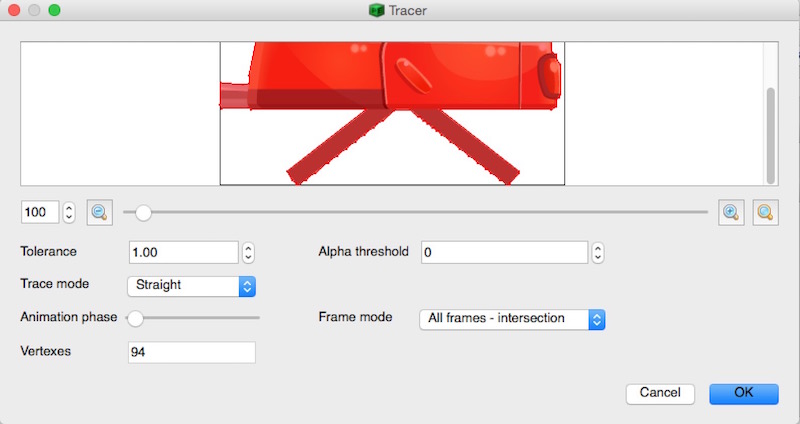 Tracer
100
Tolerance 1.00 Alpha threshold 0
Trace mode Straight
Animation phase Frame mode All frames - intersection
Vertexes 94
Cancel OK